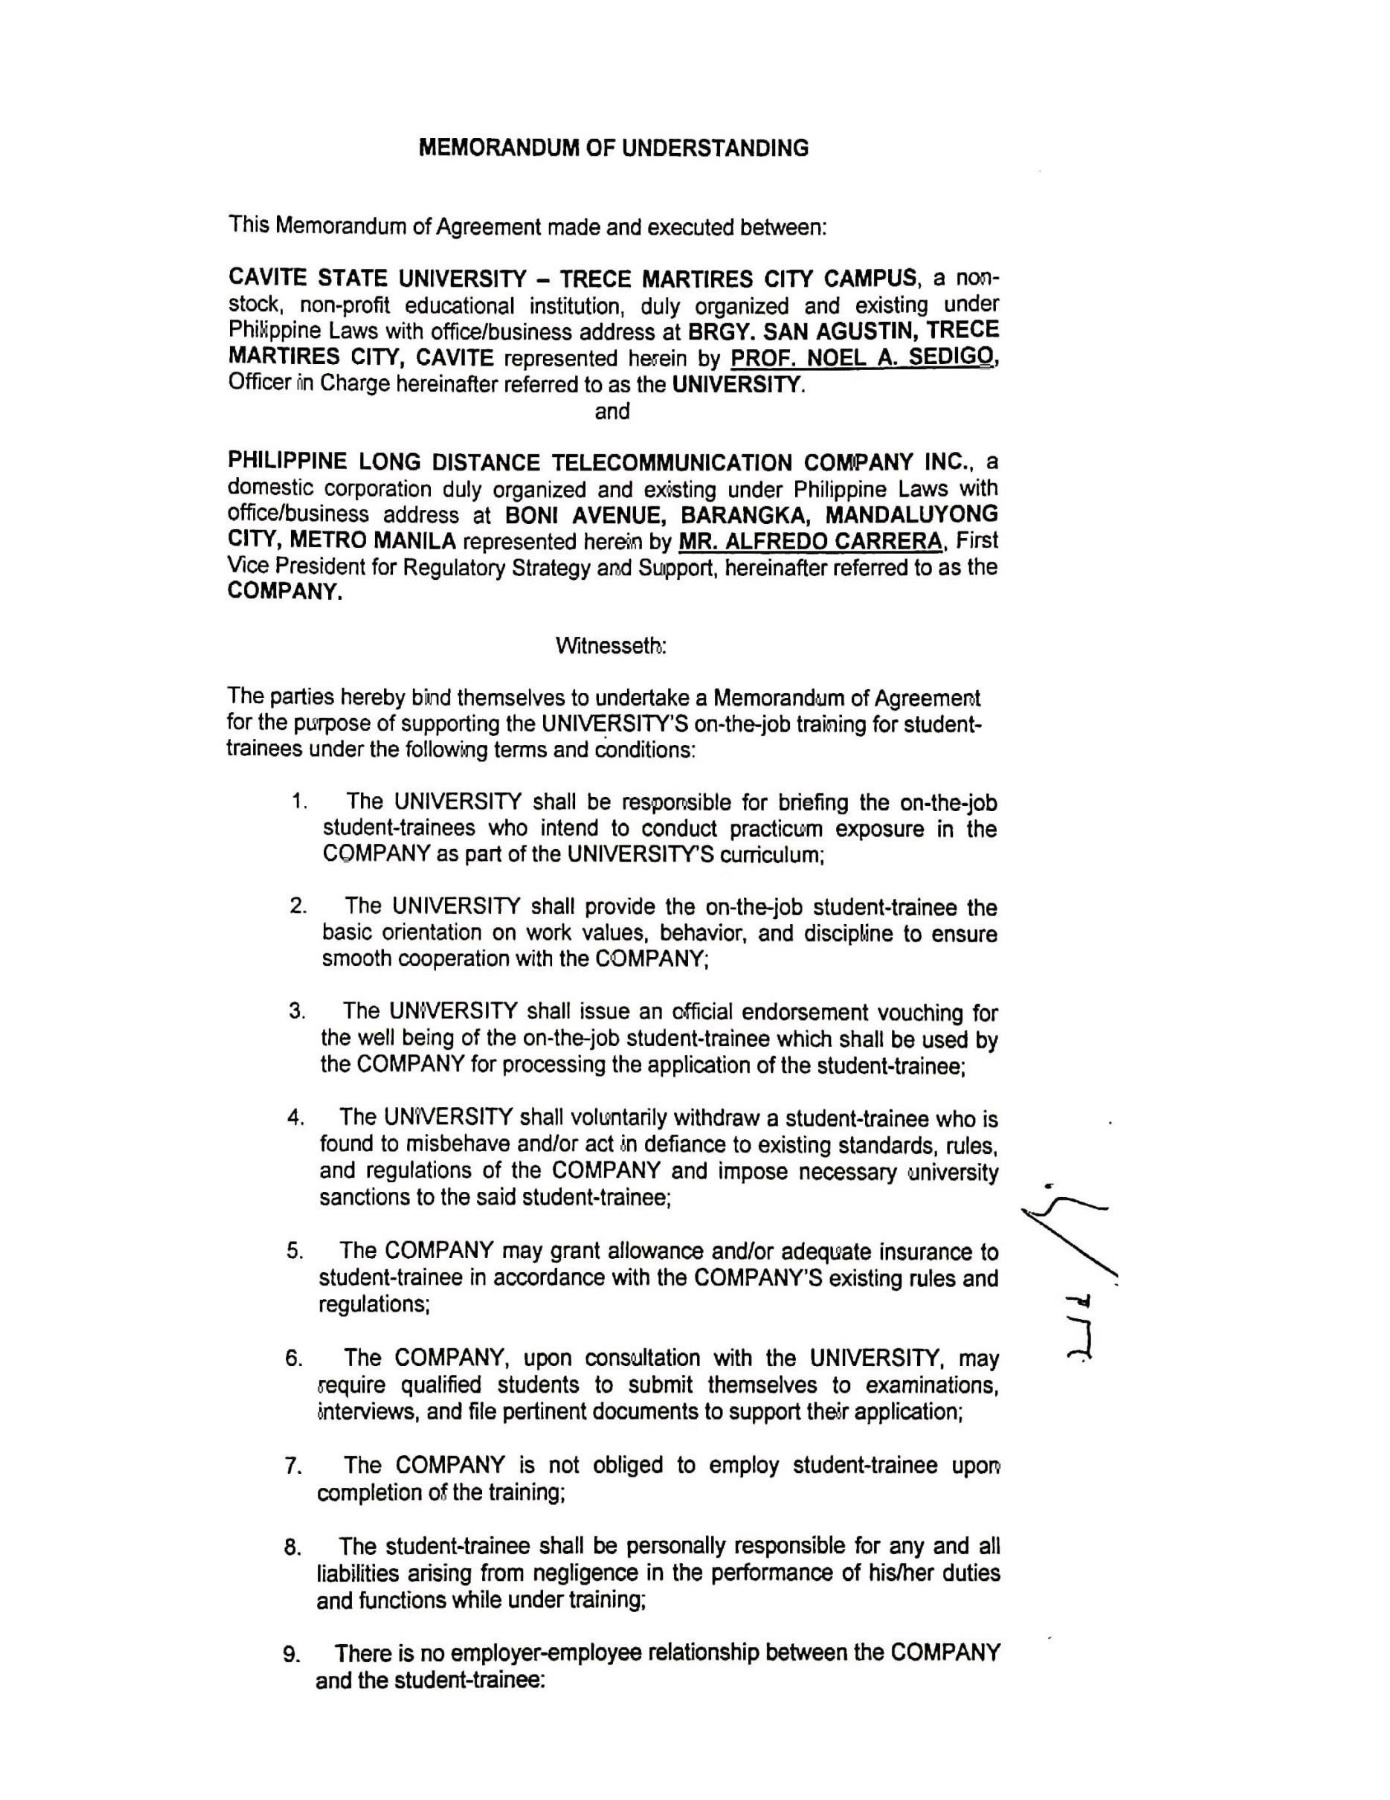 MEMORANDUM OF UNDERSTANDING
This Memorandum of Agreement made and executed between:
CAVITE STATE UNIVERSITY – TRECE MARTIRES CITY CAMPUS, a non-
stock, non-profit educational institution, duly organized and existing under
Philippine Laws with office/business address at BRGY. SAN AGUSTIN, TRECE
MARTIRES CITY, CAVITE represented herein by PROF. NOEL A. SEDIGO,
Officer in Charge hereinafter referred to as the UNIVERSITY.
and
PHILIPPINE LONG DISTANCE TELECOMMUNICATION COMPANY INC., a
domestic corporation duly organized and existing under Philippine Laws with
office/business address at BONI AVENUE, BARANGKA, MANDALUYONG
CITY, METRO MANILA represented herein by MR. ALFREDO CARRERA, First
Vice President for Regulatory Strategy and Support, hereinafter referred to as the
COMPANY.
Witnesseth:
The parties hereby bind themselves to undertake a Memorandum of Agreement
for the purpose of supporting the UNIVERSITY'S on-the-job training for student-
trainees under the following terms and conditions:
1. The UNIVERSITY shall be responsible for briefing the on-the-job
student-trainees who intend to conduct practicum exposure in the
COMPANY as part of the UNIVERSITY'S curriculum;
2. The UNIVERSITY shall provide the on-the-job student-trainee the
basic orientation on work values, behavior, and discipline to ensure
smooth cooperation with the COMPANY;
3. The UNIVERSITY shall issue an official endorsement vouching for
the well being of the on-the-job student-trainee which shall be used by
the COMPANY for processing the application of the student-trainee;
4. The UNIVERSITY shall voluntarily withdraw a student-trainee who is
found to misbehave and/or act in defiance to existing standards, rules,
and regulations of the COMPANY and impose necessary university
sanctions to the said student-trainee;
5. The COMPANY may grant allowance and/or adequate insurance to
student-trainee in accordance with the COMPANY'S existing rules and
regulations;
6. The COMPANY, upon consultation with the UNIVERSITY, may
require qualified students to submit themselves to examinations,
interviews, and file pertinent documents to support their application;
7. The COMPANY is not obliged to employ student-trainee upon
completion of the training;
8. The student-trainee shall be personally responsible for any and all
liabilities arising from negligence in the performance of his/her duties
and functions while under training;
9. There is no employer-employee relationship between the COMPANY
and the student-trainee: